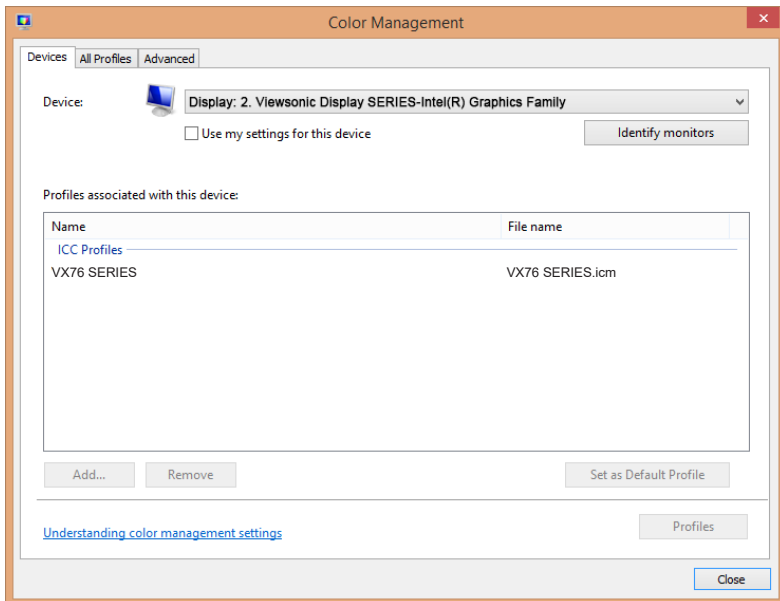 Color Management
Devices All Profiles Advanced
Device: Display: 2. Viewsonic Display SERIES-Intel(R) Graphics Family
Use my settings for this device Identify monitors
Profiles associated with this device:
Name File name
ICC Profiles
VX76 SERIES VX76 SERIES.icm
Add... Remove Set as Default Profile
Understanding color management settings Profiles
Close